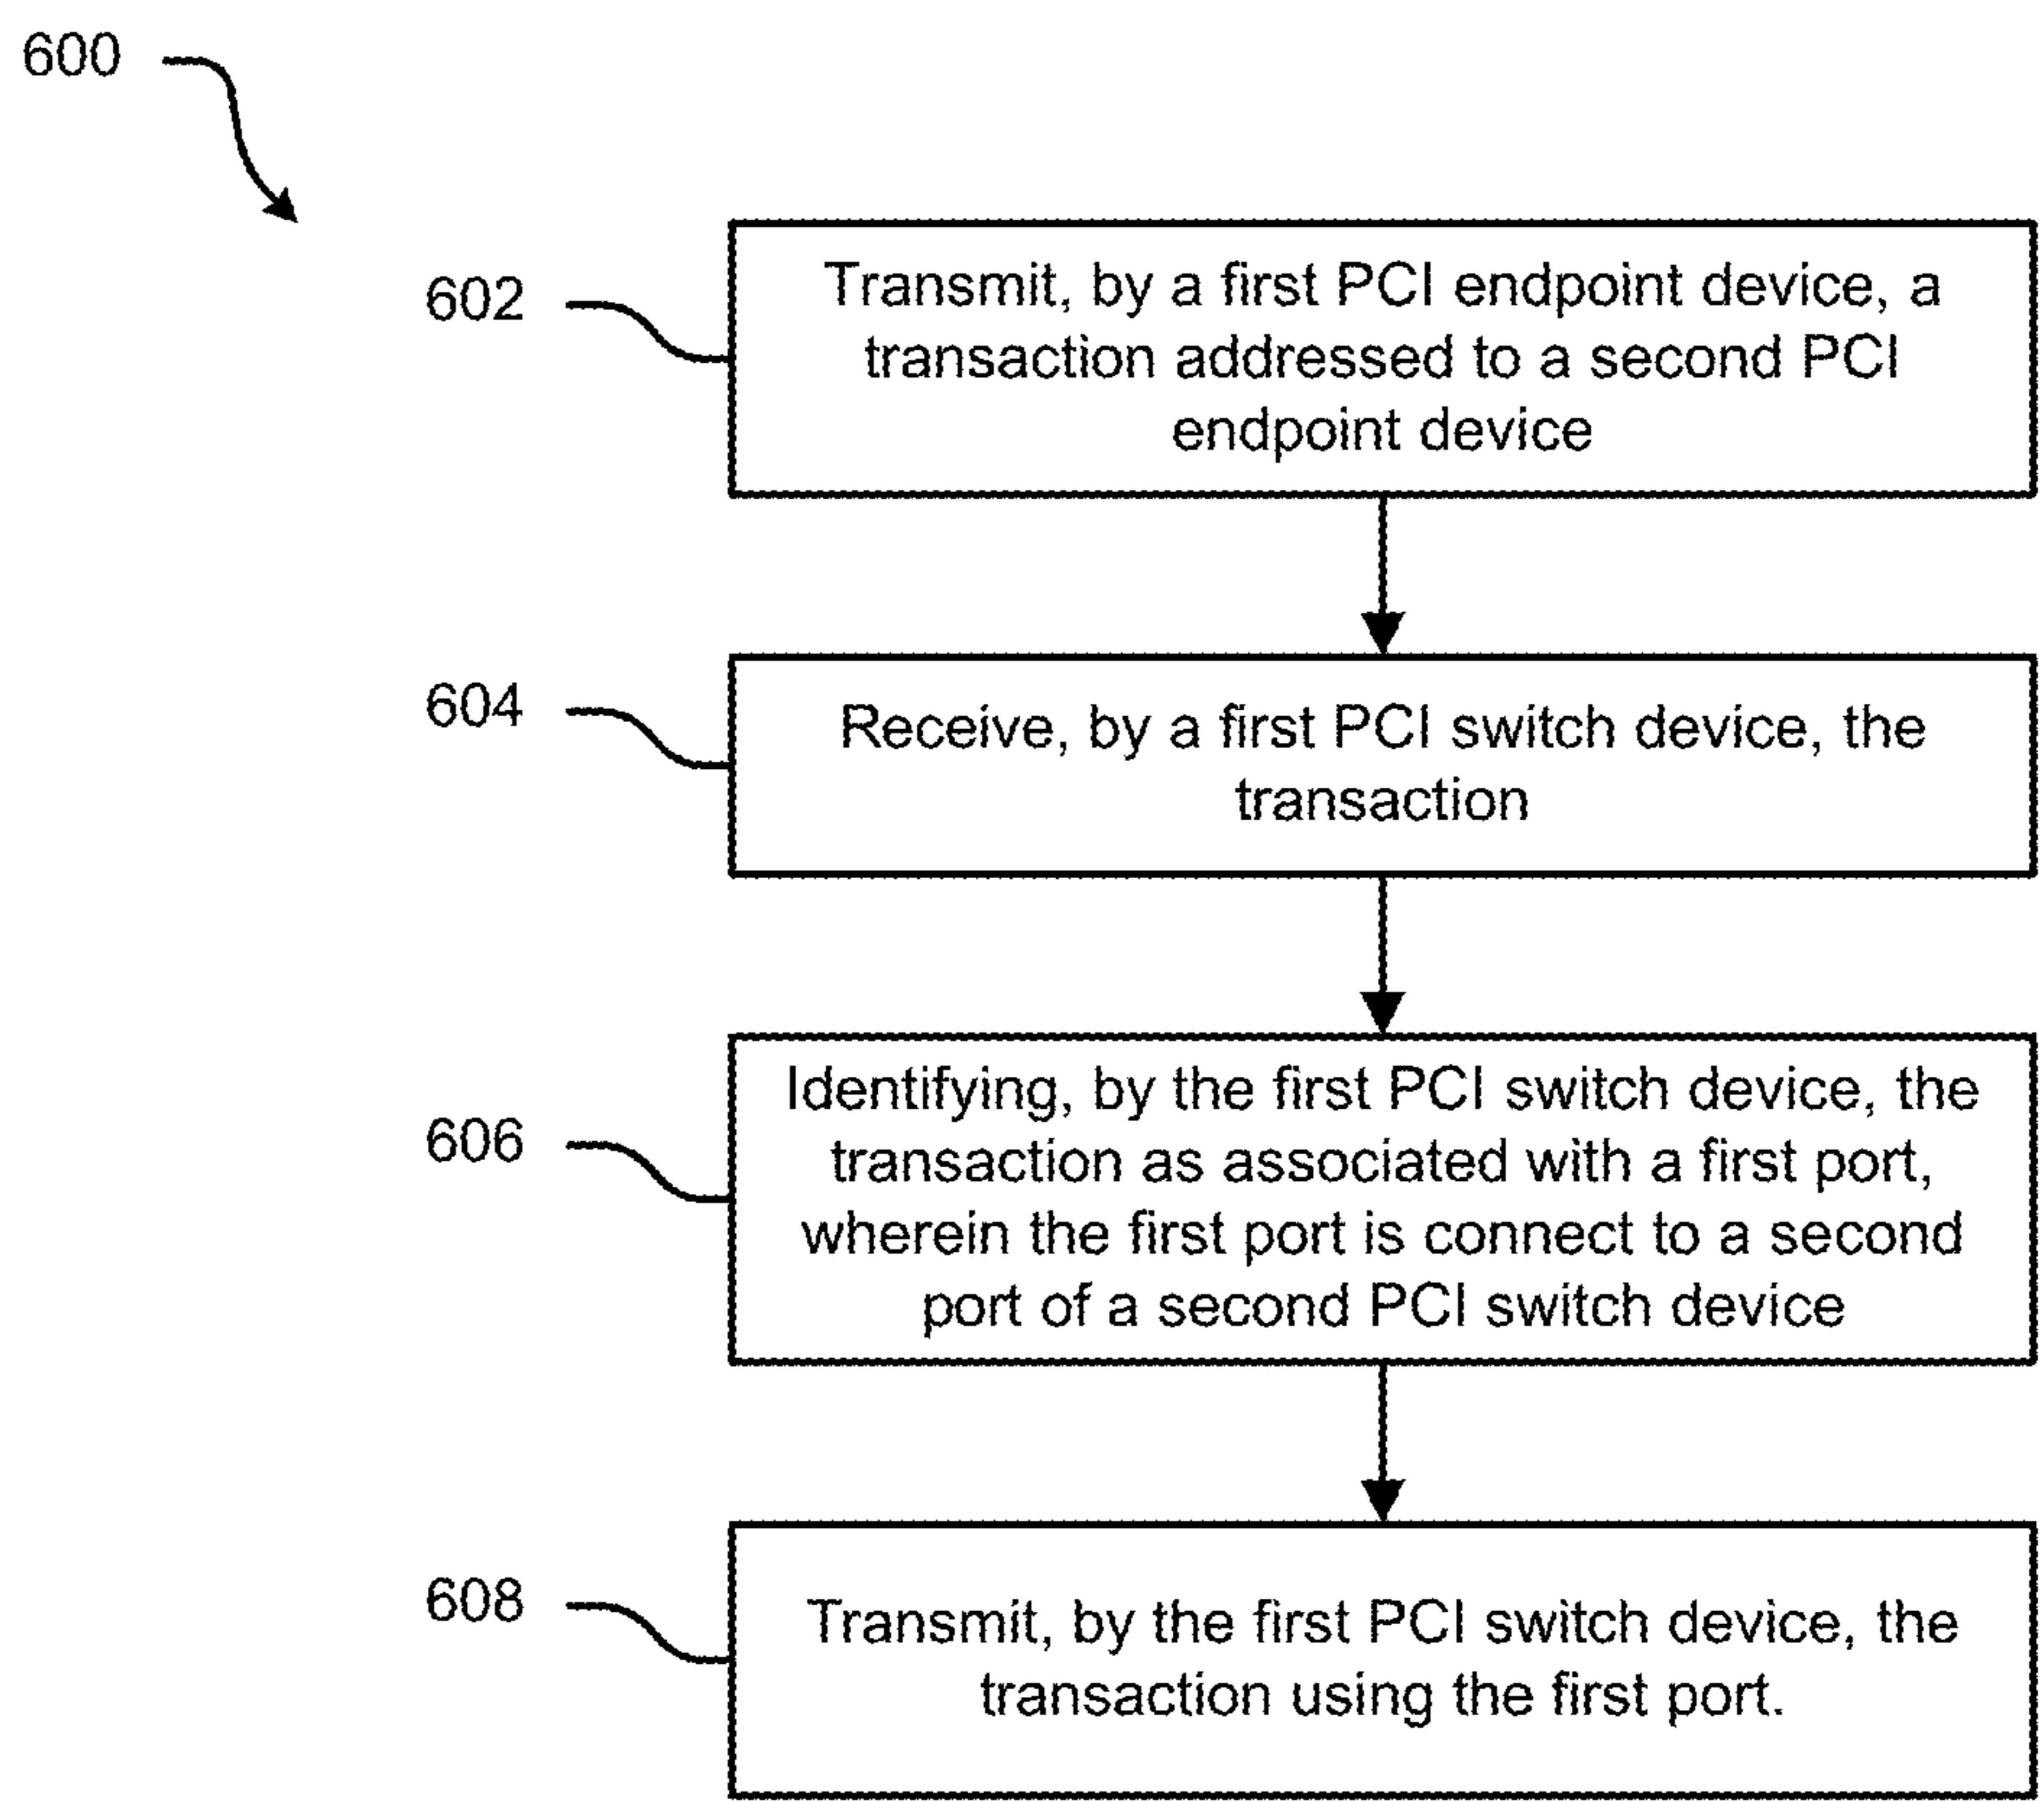 600
602
Transmit, by a first PCI endpoint device, a
transaction addressed to a second PCI
endpoint device
604
Receive, by a first PCI switch device, the
transaction
606
Identifying, by the first PCI switch device, the
transaction as associated with a first port,
wherein the first port is connect to a second
port of a second PCI switch device
608
Transmit, by the first PCI switch device, the
transaction using the first port.